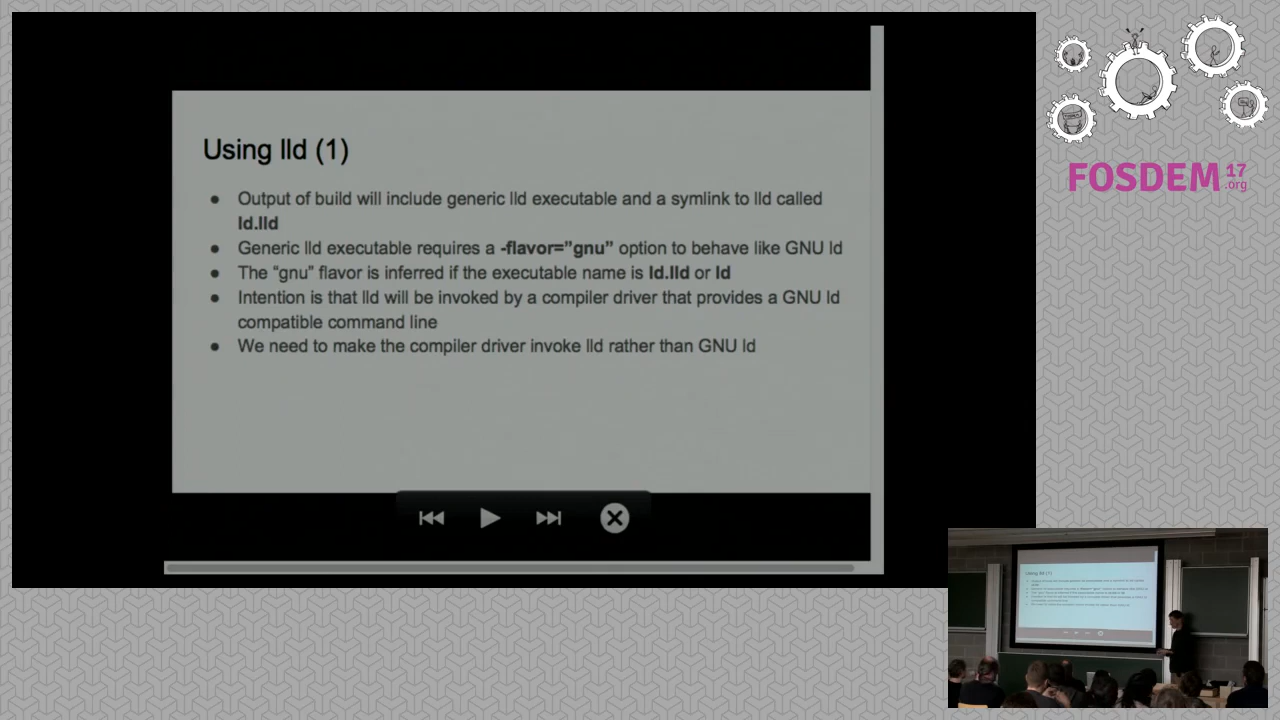 Using lld (1)
● Output of build will include generic lld executable and a symlink to lld called
ld.lld
● Generic lld executable requires a -flavor=”gnu” option to behave like GNU ld
● The “gnu” flavor is inferred if the executable name is ld.lld or ld
● Intention is that lld will be invoked by a compiler driver that provides a GNU ld
compatible command line
● We need to make the compiler driver invoke lld rather than GNU ld
FOSDEM 17
.org
Using lld (1)